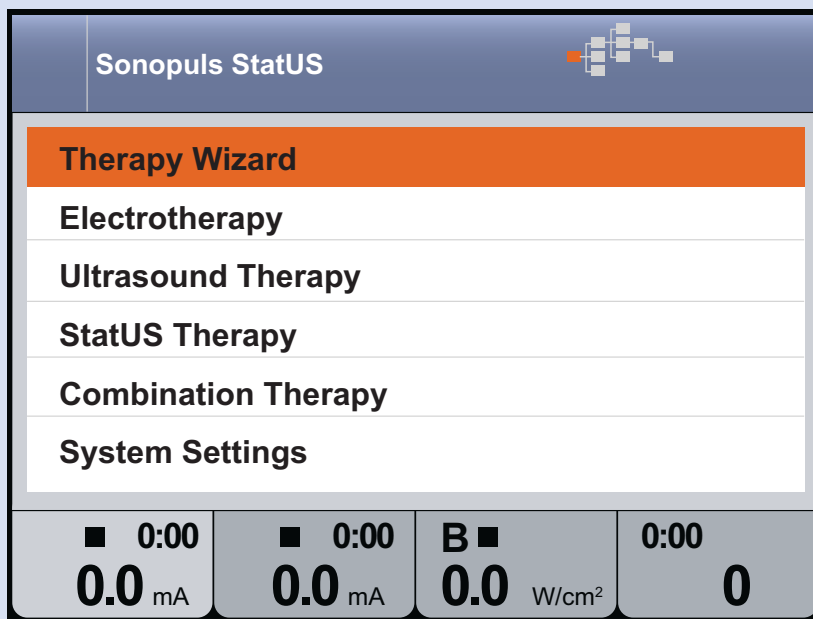 Sonopuls StatUS
Therapy Wizard
Electrotherapy
Ultrasound Therapy
StatUS Therapy
Combination Therapy
System Settings
0:00 0:00 B 0:00
0.0 mA 0.0 mA 0.0 W/cm² 0